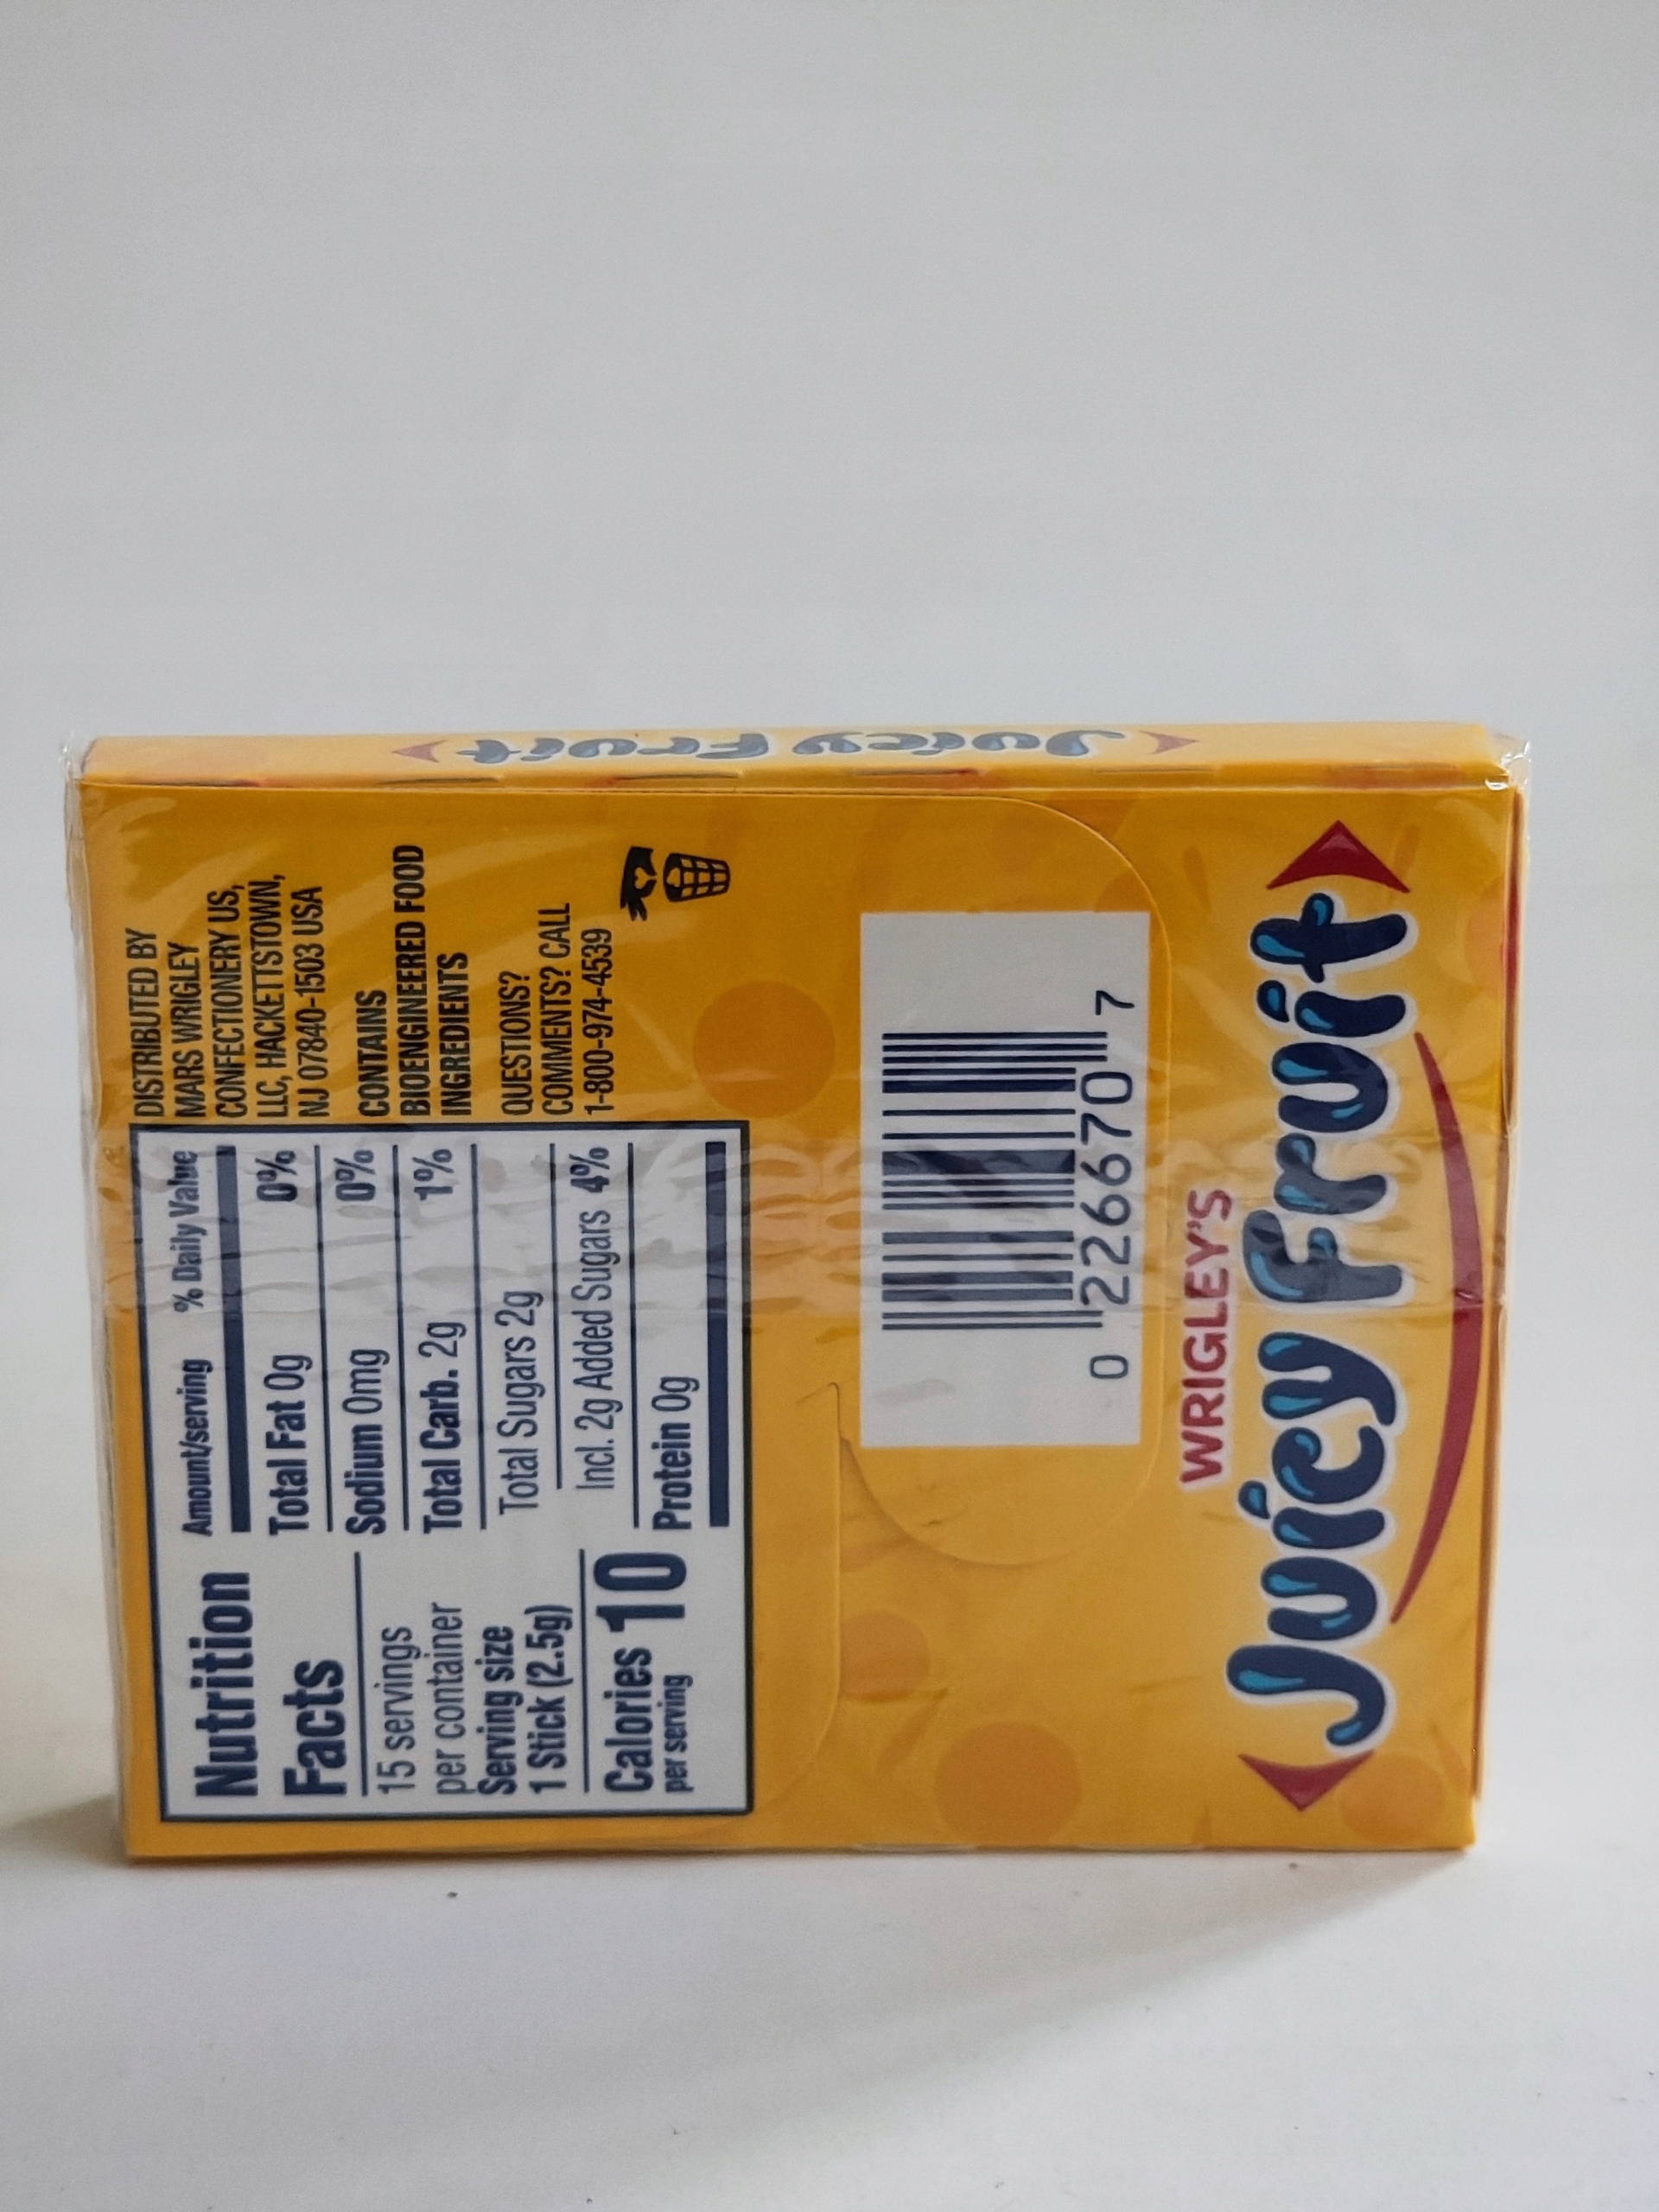 Nutrition
Facts
15 servings
per container
Serving size
1 Stick (2.5g)
Calories 10
per serving
Amount/serving % Daily Value
Total Fat 0g 0%
Sodium 0mg 0%
Total Carb. 2g 1%
Total Sugars 2g
Incl. 2g Added Sugars 4%
Protein 0g
DISTRIBUTED BY
MARS WRIGLEY
CONFECTIONERY US,
LLC, HACKETTSTOWN,
NJ 07840-1503 USA
CONTAINS
BIOENGINEERED FOOD
INGREDIENTS
QUESTIONS?
COMMENTS? CALL
1-800-974-4539
0 226670 7
WRIGLEY'S
Juicy Fruit
Juicy Fruit